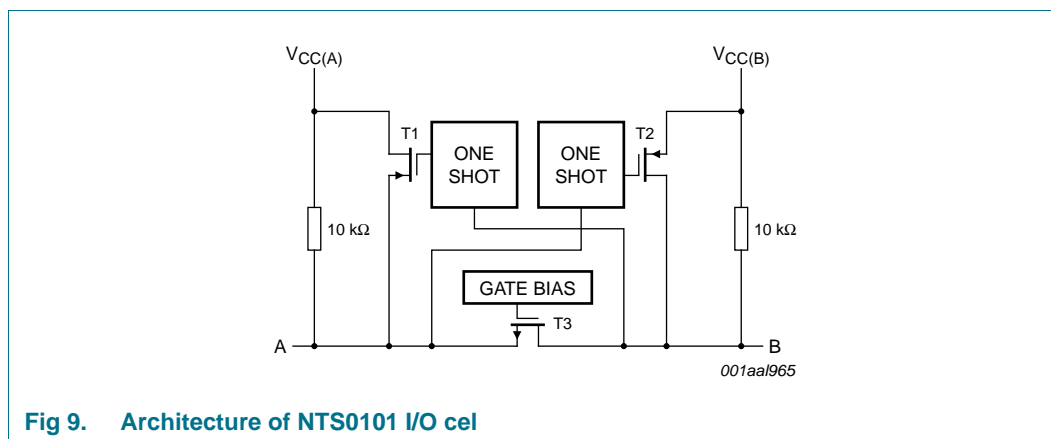 VCC(A)
VCC(B)
T1
ONE
SHOT
ONE
SHOT
T2
10 kΩ
10 kΩ
GATE BIAS
T3
A
B
001aal965
Fig 9. Architecture of NTS0101 I/O cel